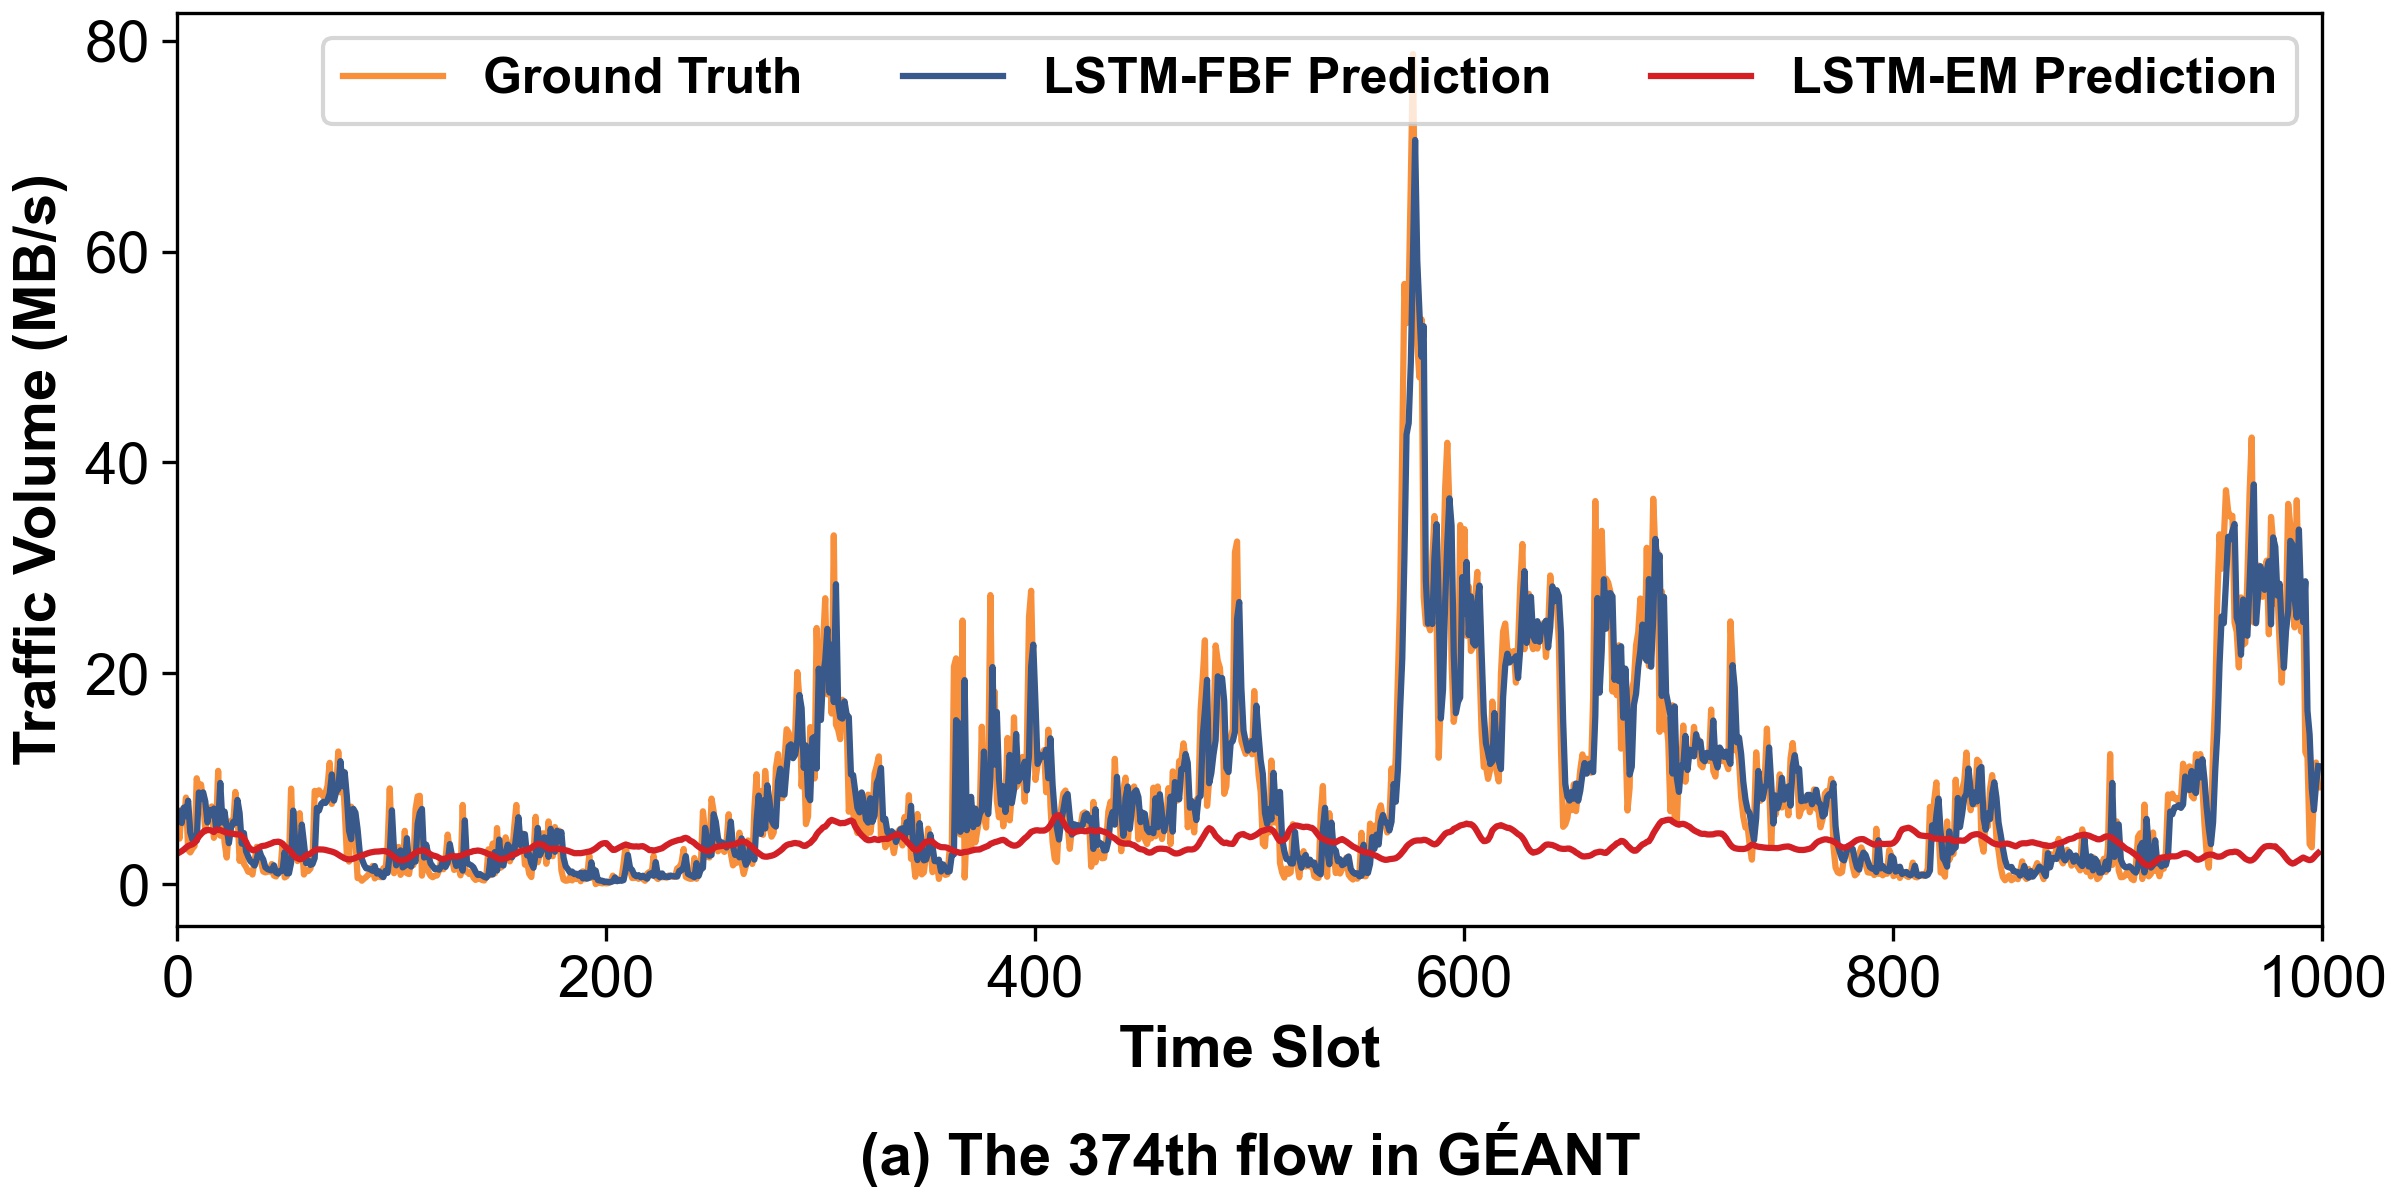 Ground Truth LSTM-FBF Prediction LSTM-EM Prediction
80
60
40
20
0
Traffic Volume (MB/s)
0 200 400 600 800 1000
Time Slot
(a) The 374th flow in GÉANT